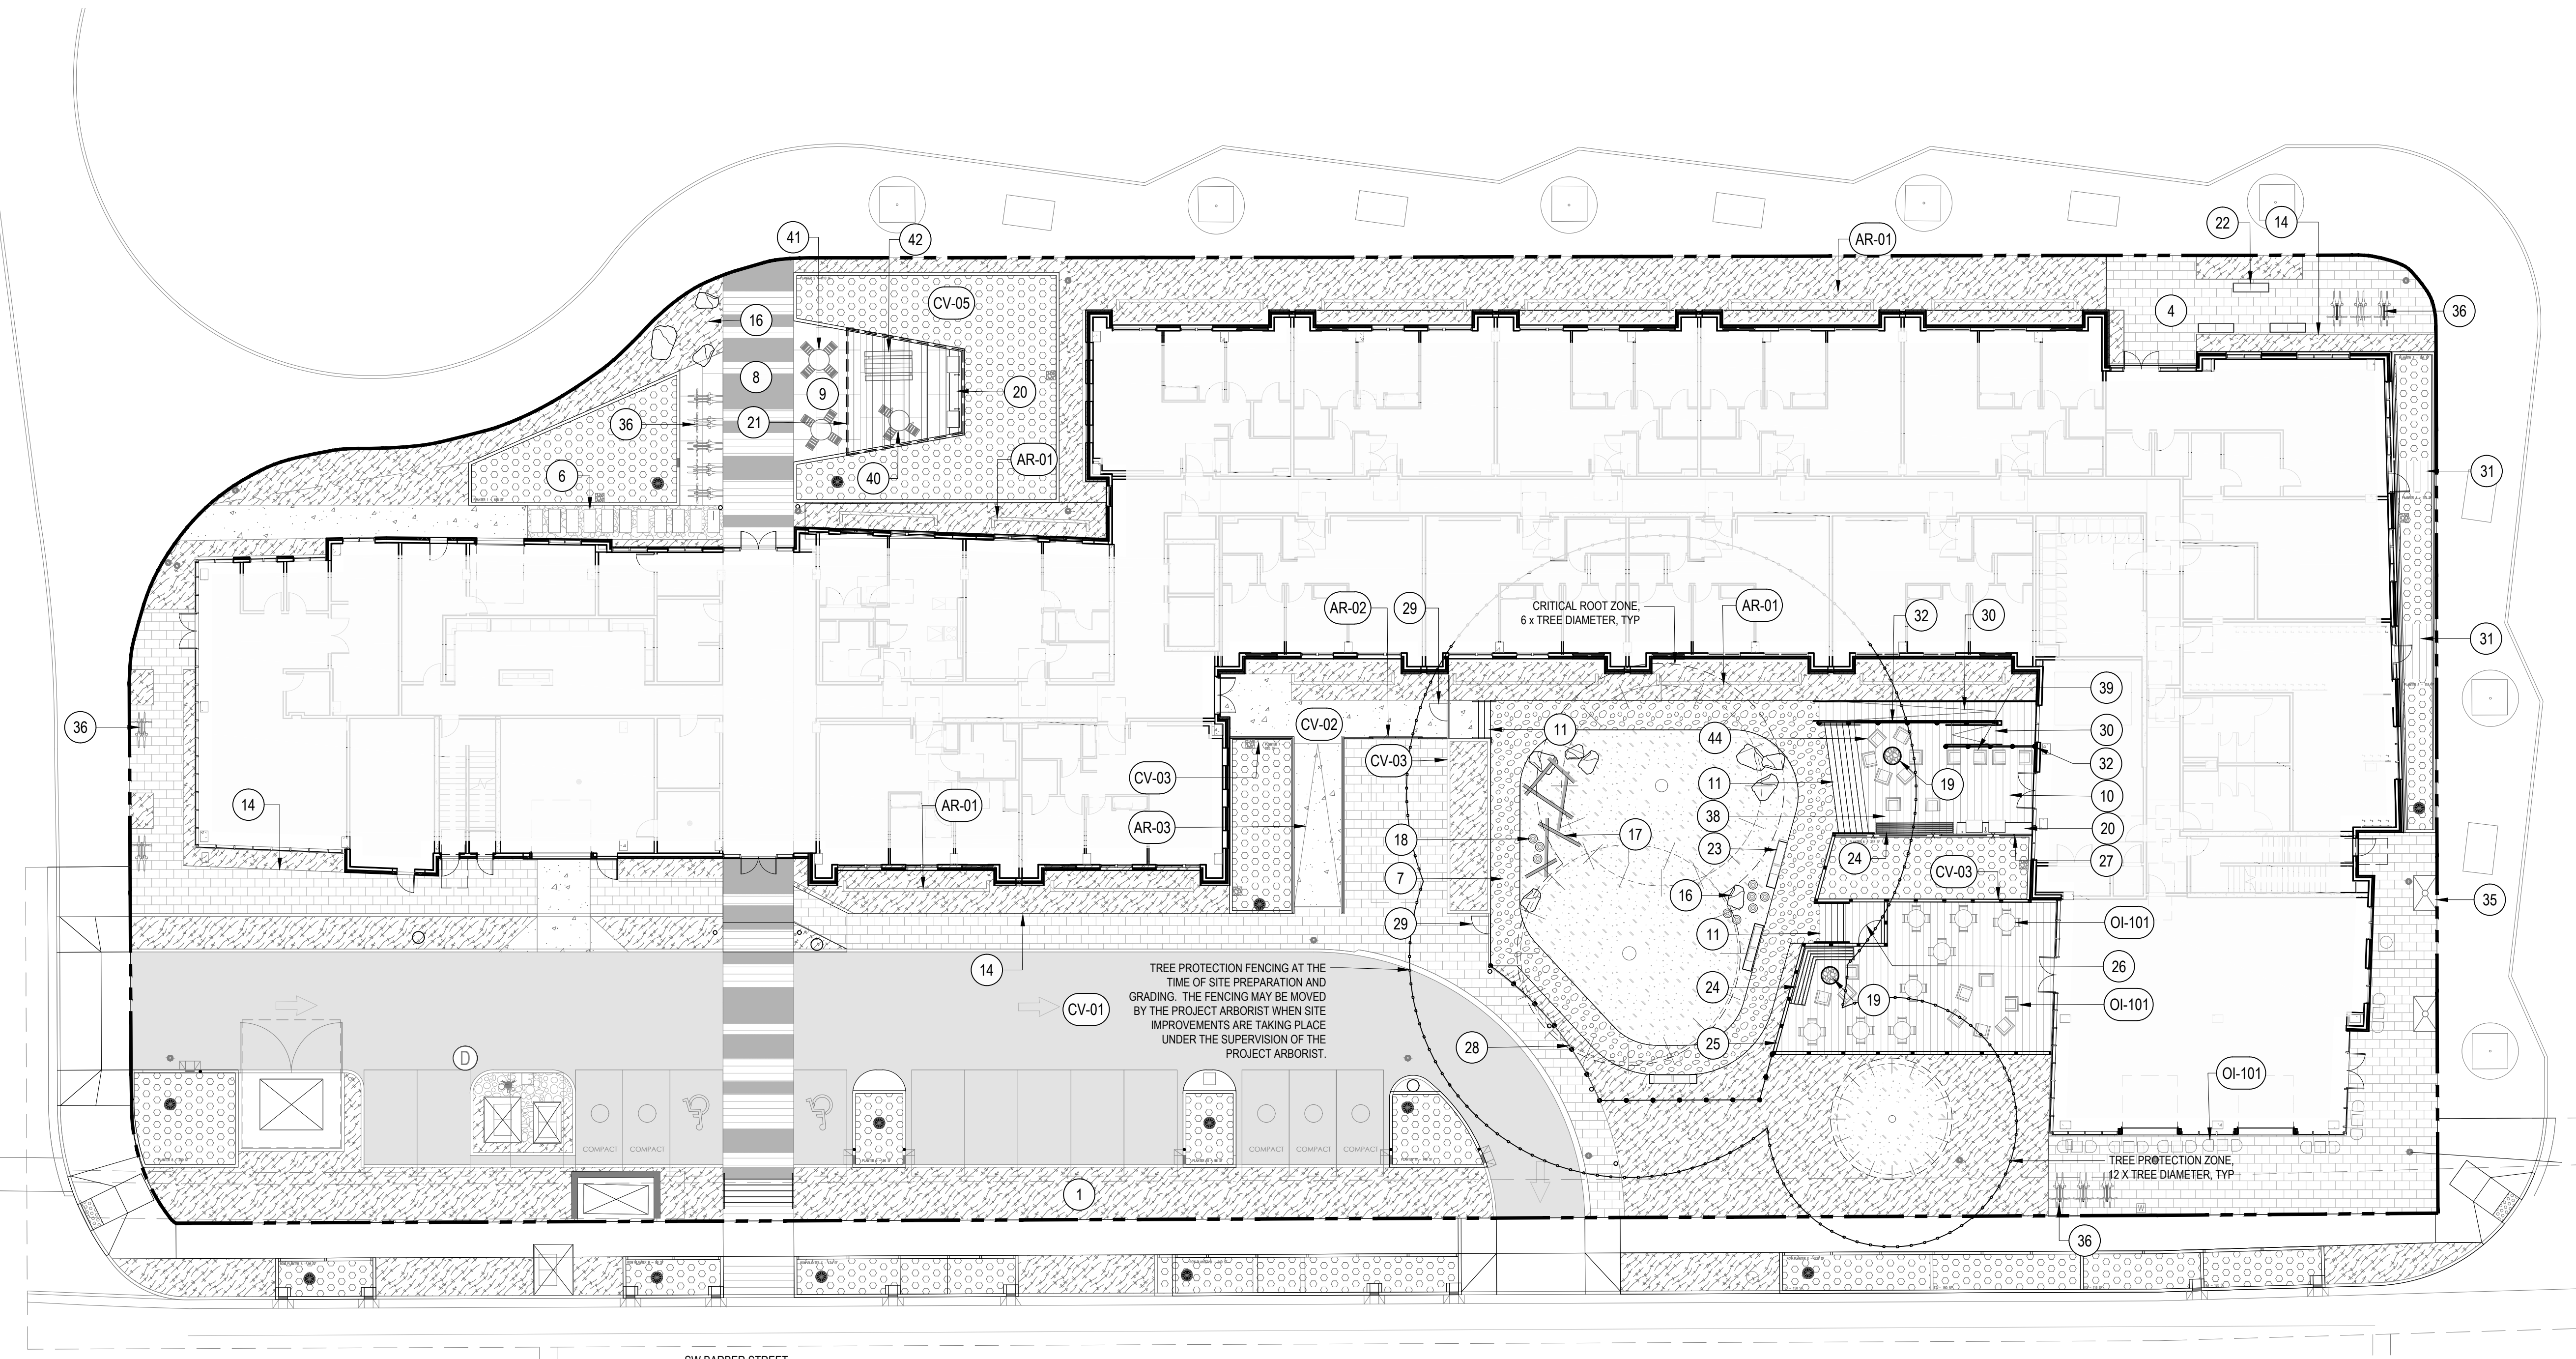 41
42
AR-01
22
14
16
CV-05
4
36
8
9
20
21
36
AR-01
31
6
40
CRITICAL ROOT ZONE,
6 x TREE DIAMETER, TYP
AR-02
29
AR-01
32
30
31
39
36
CV-02
11
44
30
CV-03
CV-03
32
11
19
10
14
AR-01
AR-03
38
20
18
17
23
24
27
7
CV-03
16
35
29
11
OI-101
14
TREE PROTECTION FENCING AT THE
TIME OF SITE PREPARATION AND
GRADING. THE FENCING MAY BE MOVED
BY THE PROJECT ARBORIST WHEN SITE
IMPROVEMENTS ARE TAKING PLACE
UNDER THE SUPERVISION OF THE
PROJECT ARBORIST.
26
24
19
OI-101
CV-01
28
25
D
OI-101
COMPACT
COMPACT
COMPACT
COMPACT
COMPACT
TREE PROTECTION ZONE,
12 X TREE DIAMETER, TYP
1
W
36
SW BARBER STREET